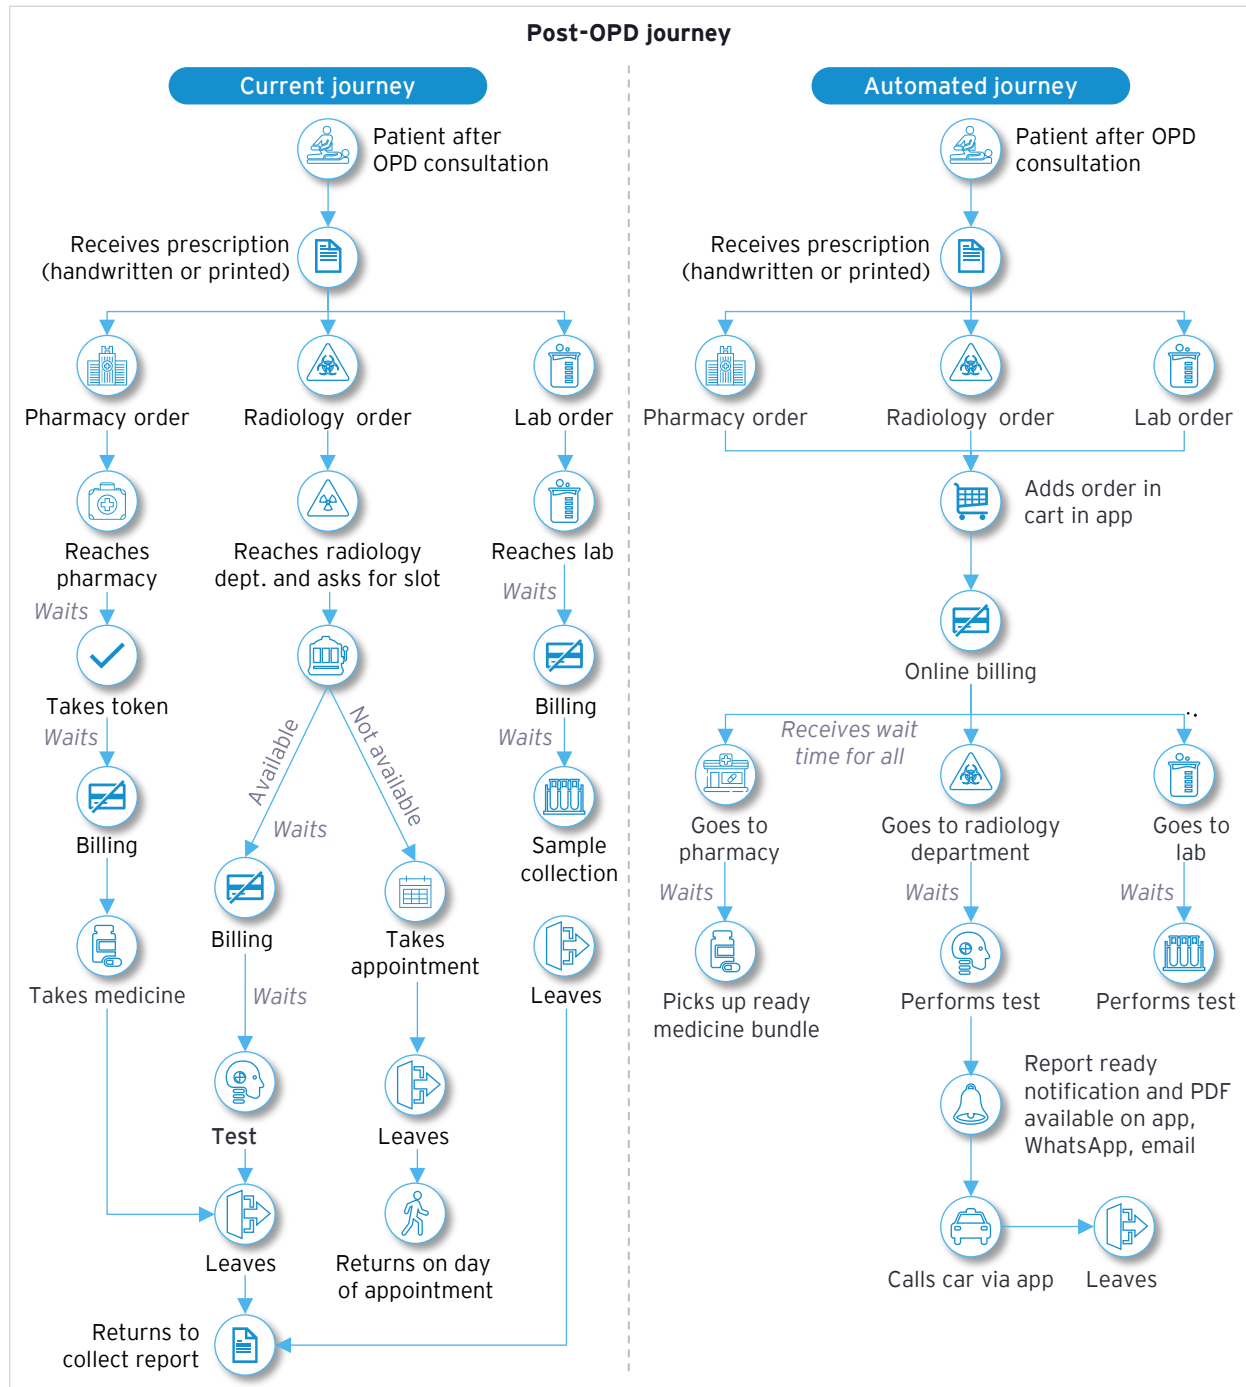 Post-OPD journey
Current journey
Patient after
OPD consultation
Receives prescription
(handwritten or printed)
Pharmacy order
Radiology order
Lab order
Reaches
pharmacy
Reaches radiology
dept. and asks for slot
Reaches lab
Waits
Waits
Takes token
Billing
Waits
Waits
Available
Not available
Waits
Billing
Sample
collection
Billing
Takes
appointment
Takes medicine
Waits
Leaves
Test
Leaves
Leaves
Returns on day
of appointment
Returns to
collect report
Automated journey
Patient after OPD
consultation
Receives prescription
(handwritten or printed)
Pharmacy order
Radiology order
Lab order
Adds order in
cart in app
Online billing
Receives wait
time for all
Goes to
pharmacy
Goes to radiology
department
Goes to
lab
Waits
Waits
Waits
Picks up ready
medicine bundle
Performs test
Performs test
Report ready
notification and PDF
available on app,
WhatsApp, email
Calls car via app
Leaves